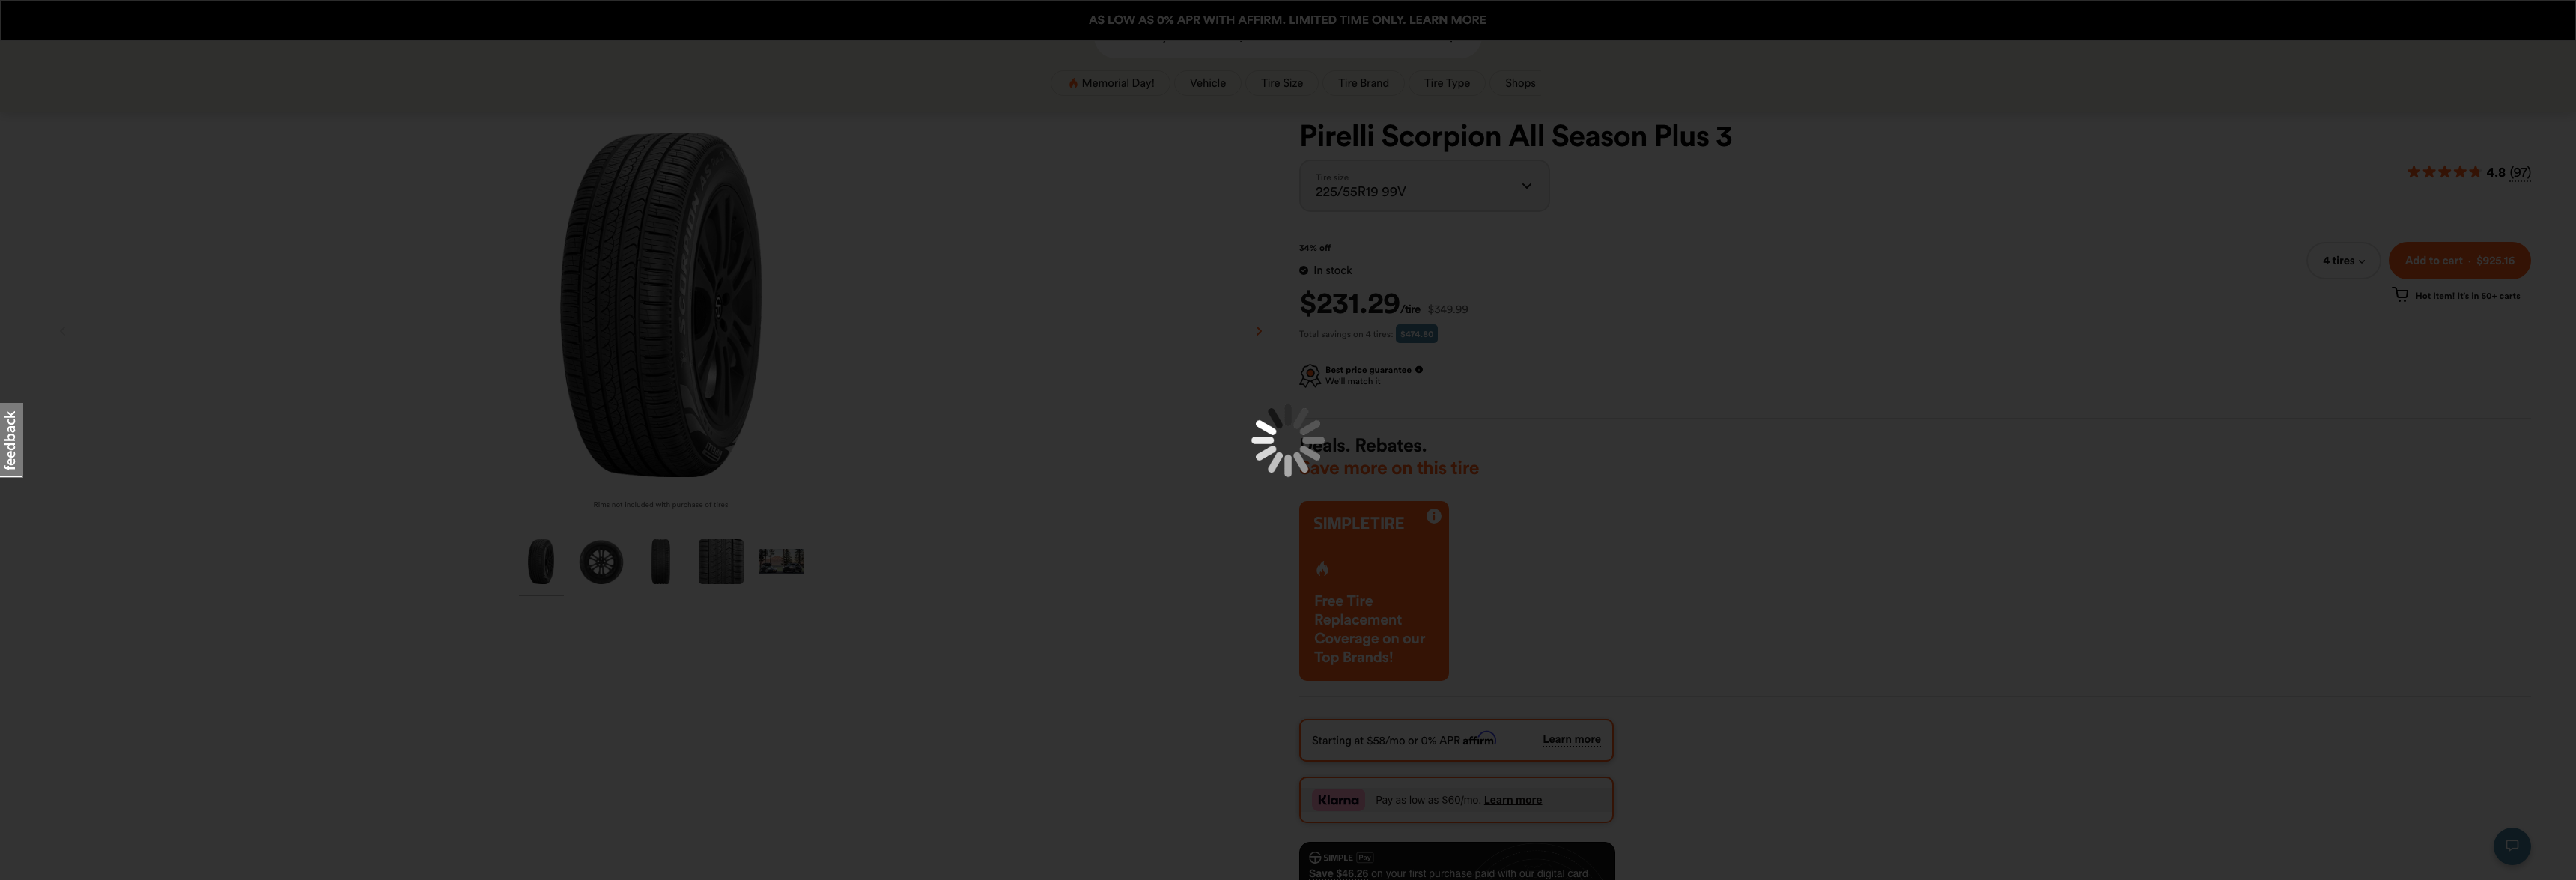 AS LOW AS 0% APR WITH AFFIRM. LIMITED TIME ONLY. LEARN MORE
Memorial Day!
Vehicle
Tire Size
Tire Brand
Tire Type
Shops
Pirelli Scorpion All Season Plus 3
Tire size
225/55R19 99V
4.8 (97)
34% off
In stock
4 tires
Add to cart · $925.16
Hot Item! It's in 50+ carts
$231.29/tire $349.99
Total savings on 4 tires: $474.80
Best price guarantee
We'll match it
feedback
SCORPION AS
Deals. Rebates.
Save more on this tire
Rims not included with purchase of tires
SIMPLETIRE
Free Tire
Replacement
Coverage on our
Top Brands!
Starting at $58/mo or 0% APR affirm
Learn more
Klarna
Pay as low as $60/mo. Learn more
SIMPLE Pay
Save $46.26 on your first purchase paid with our digital card